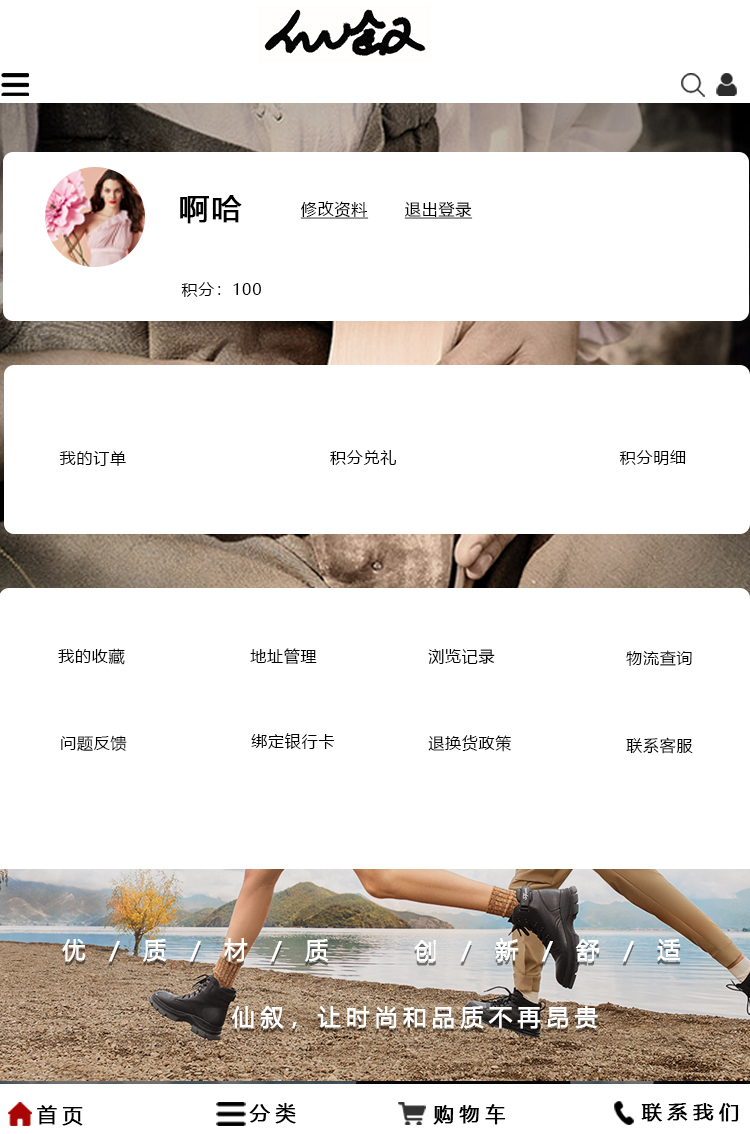 仙叙
啊哈 修改资料 退出登录
积分：100
我的订单 积分兑礼 积分明细
我的收藏 地址管理 浏览记录 物流查询
问题反馈 绑定银行卡 退换货政策 联系客服
优 / 质 / 材 / 质 创 / 新 / 舒 / 适
仙叙，让时尚和品质不再昂贵
首页 分类 购物车 联系我们